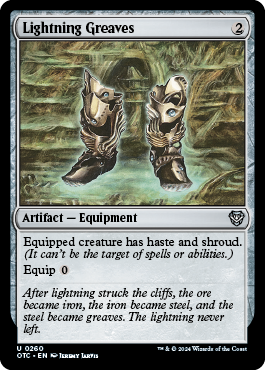 Lightning Greaves 2
Artifact — Equipment
Equipped creature has haste and shroud.
(It can't be the target of spells or abilities.)
Equip 0
After lightning struck the cliffs, the ore
became iron, the iron became steel, and the
steel became greaves. The lightning never
left.
U 0260
OTC • EN Jeremy Jarvis
™ & © 2024 Wizards of the Coast